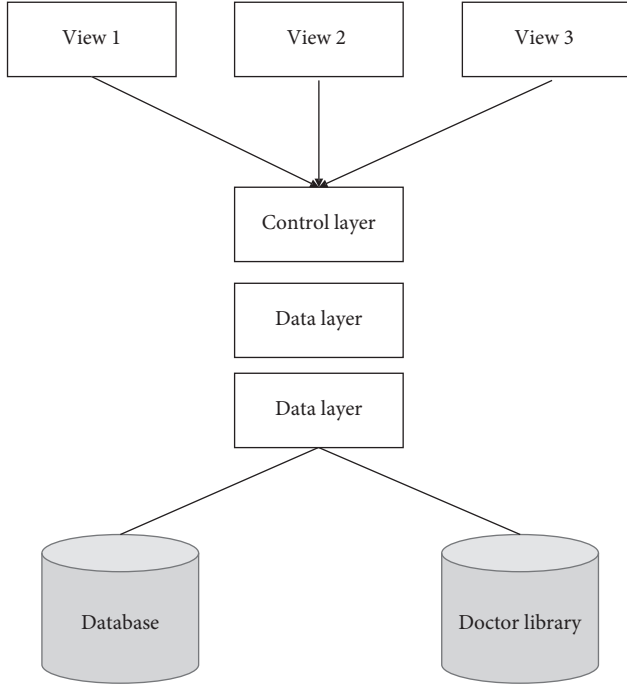 View 1
View 2
View 3
Control layer
Data layer
Data layer
Database
Doctor library